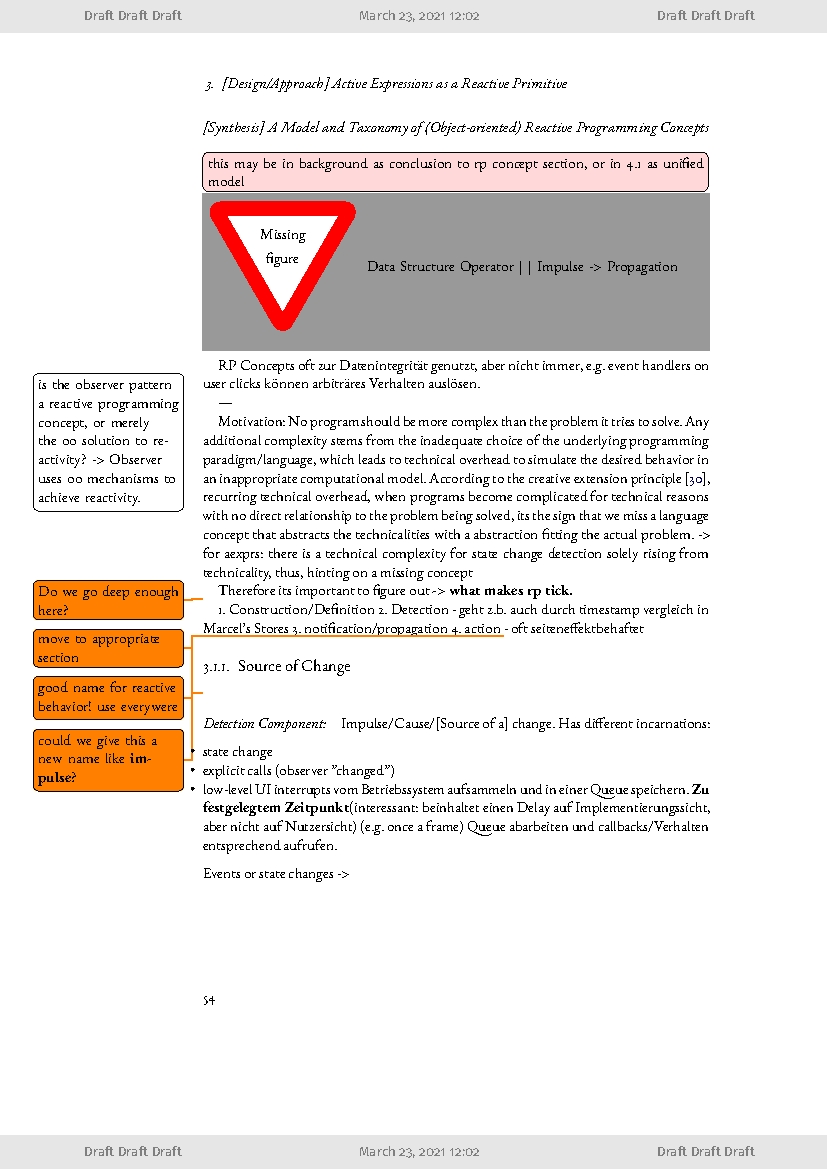 Draft Draft Draft March 23, 2021 12:02 Draft Draft Draft
3. [Design/Approach] Active Expressions as a Reactive Primitive
[Synthesis] A Model and Taxonomy of (Object-oriented) Reactive Programming Concepts
this may be in background as conclusion to rp concept section, or in 4.1 as unified
model
Missing
figure
Data Structure Operator | | Impulse -> Propagation
RP Concepts oft zur Datenintegrität genutzt, aber nicht immer, e.g. event handlers on
user clicks können arbiträres Verhalten auslösen.
—
is the observer pattern
a reactive programming
concept, or merely
the oo solution to re-
activity? -> Observer
uses oo mechanisms to
achieve reactivity.
Motivation: No program should be more complex than the problem it tries to solve. Any
additional complexity stems from the inadequate choice of the underlying programming
paradigm/language, which leads to technical overhead to simulate the desired behavior in
an inappropriate computational model. According to the creative extension principle [30],
recurring technical overhead, when programs become complicated for technical reasons
with no direct relationship to the problem being solved, its the sign that we miss a language
concept that abstracts the technicalities with a abstraction fitting the actual problem. ->
for aexprs: there is a technical complexity for state change detection solely rising from
technicality, thus, hinting on a missing concept
Therefore its important to figure out -> what makes rp tick.
Do we go deep enough
here?
1. Construction/Definition 2. Detection - geht z.b. auch durch timestamp vergleich in
Marcel's Stores 3. notification/propagation 4. action - oft seiteneffektbehaftet
move to appropriate
section
3.1.1. Source of Change
good name for reactive
behavior! use everywere
Detection Component: Impulse/Cause/[Source of a] change. Has different incarnations:
could we give this a
new name like im-
pulse?
• state change
• explicit calls (observer ”changed”)
• low-level UI interrupts vom Betriebssystem aufsammeln und in einer Queue speichern. Zu
festgelegtem Zeitpunkt(interessant: beinhaltet einen Delay auf Implementierungssicht,
aber nicht auf Nutzersicht) (e.g. once a frame) Queue abarbeiten und callbacks/Verhalten
entsprechend aufrufen.
Events or state changes ->
54
Draft Draft Draft March 23, 2021 12:02 Draft Draft Draft